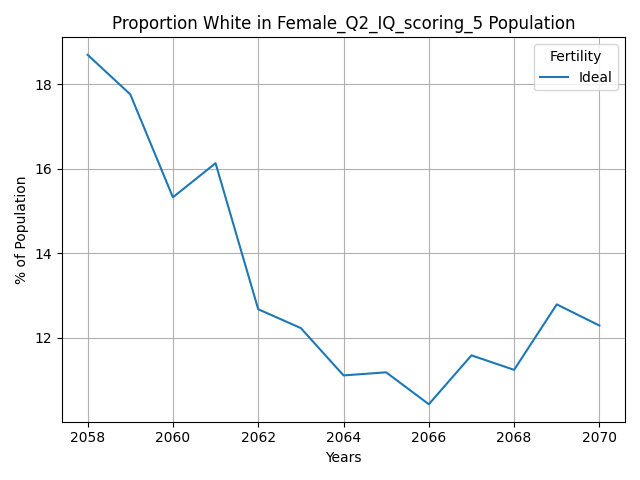 Proportion White in Female_Q2_IQ_scoring_5 Population
Fertility
Ideal
% of Population
18
16
14
12
2058 2060 2062 2064 2066 2068 2070
Years